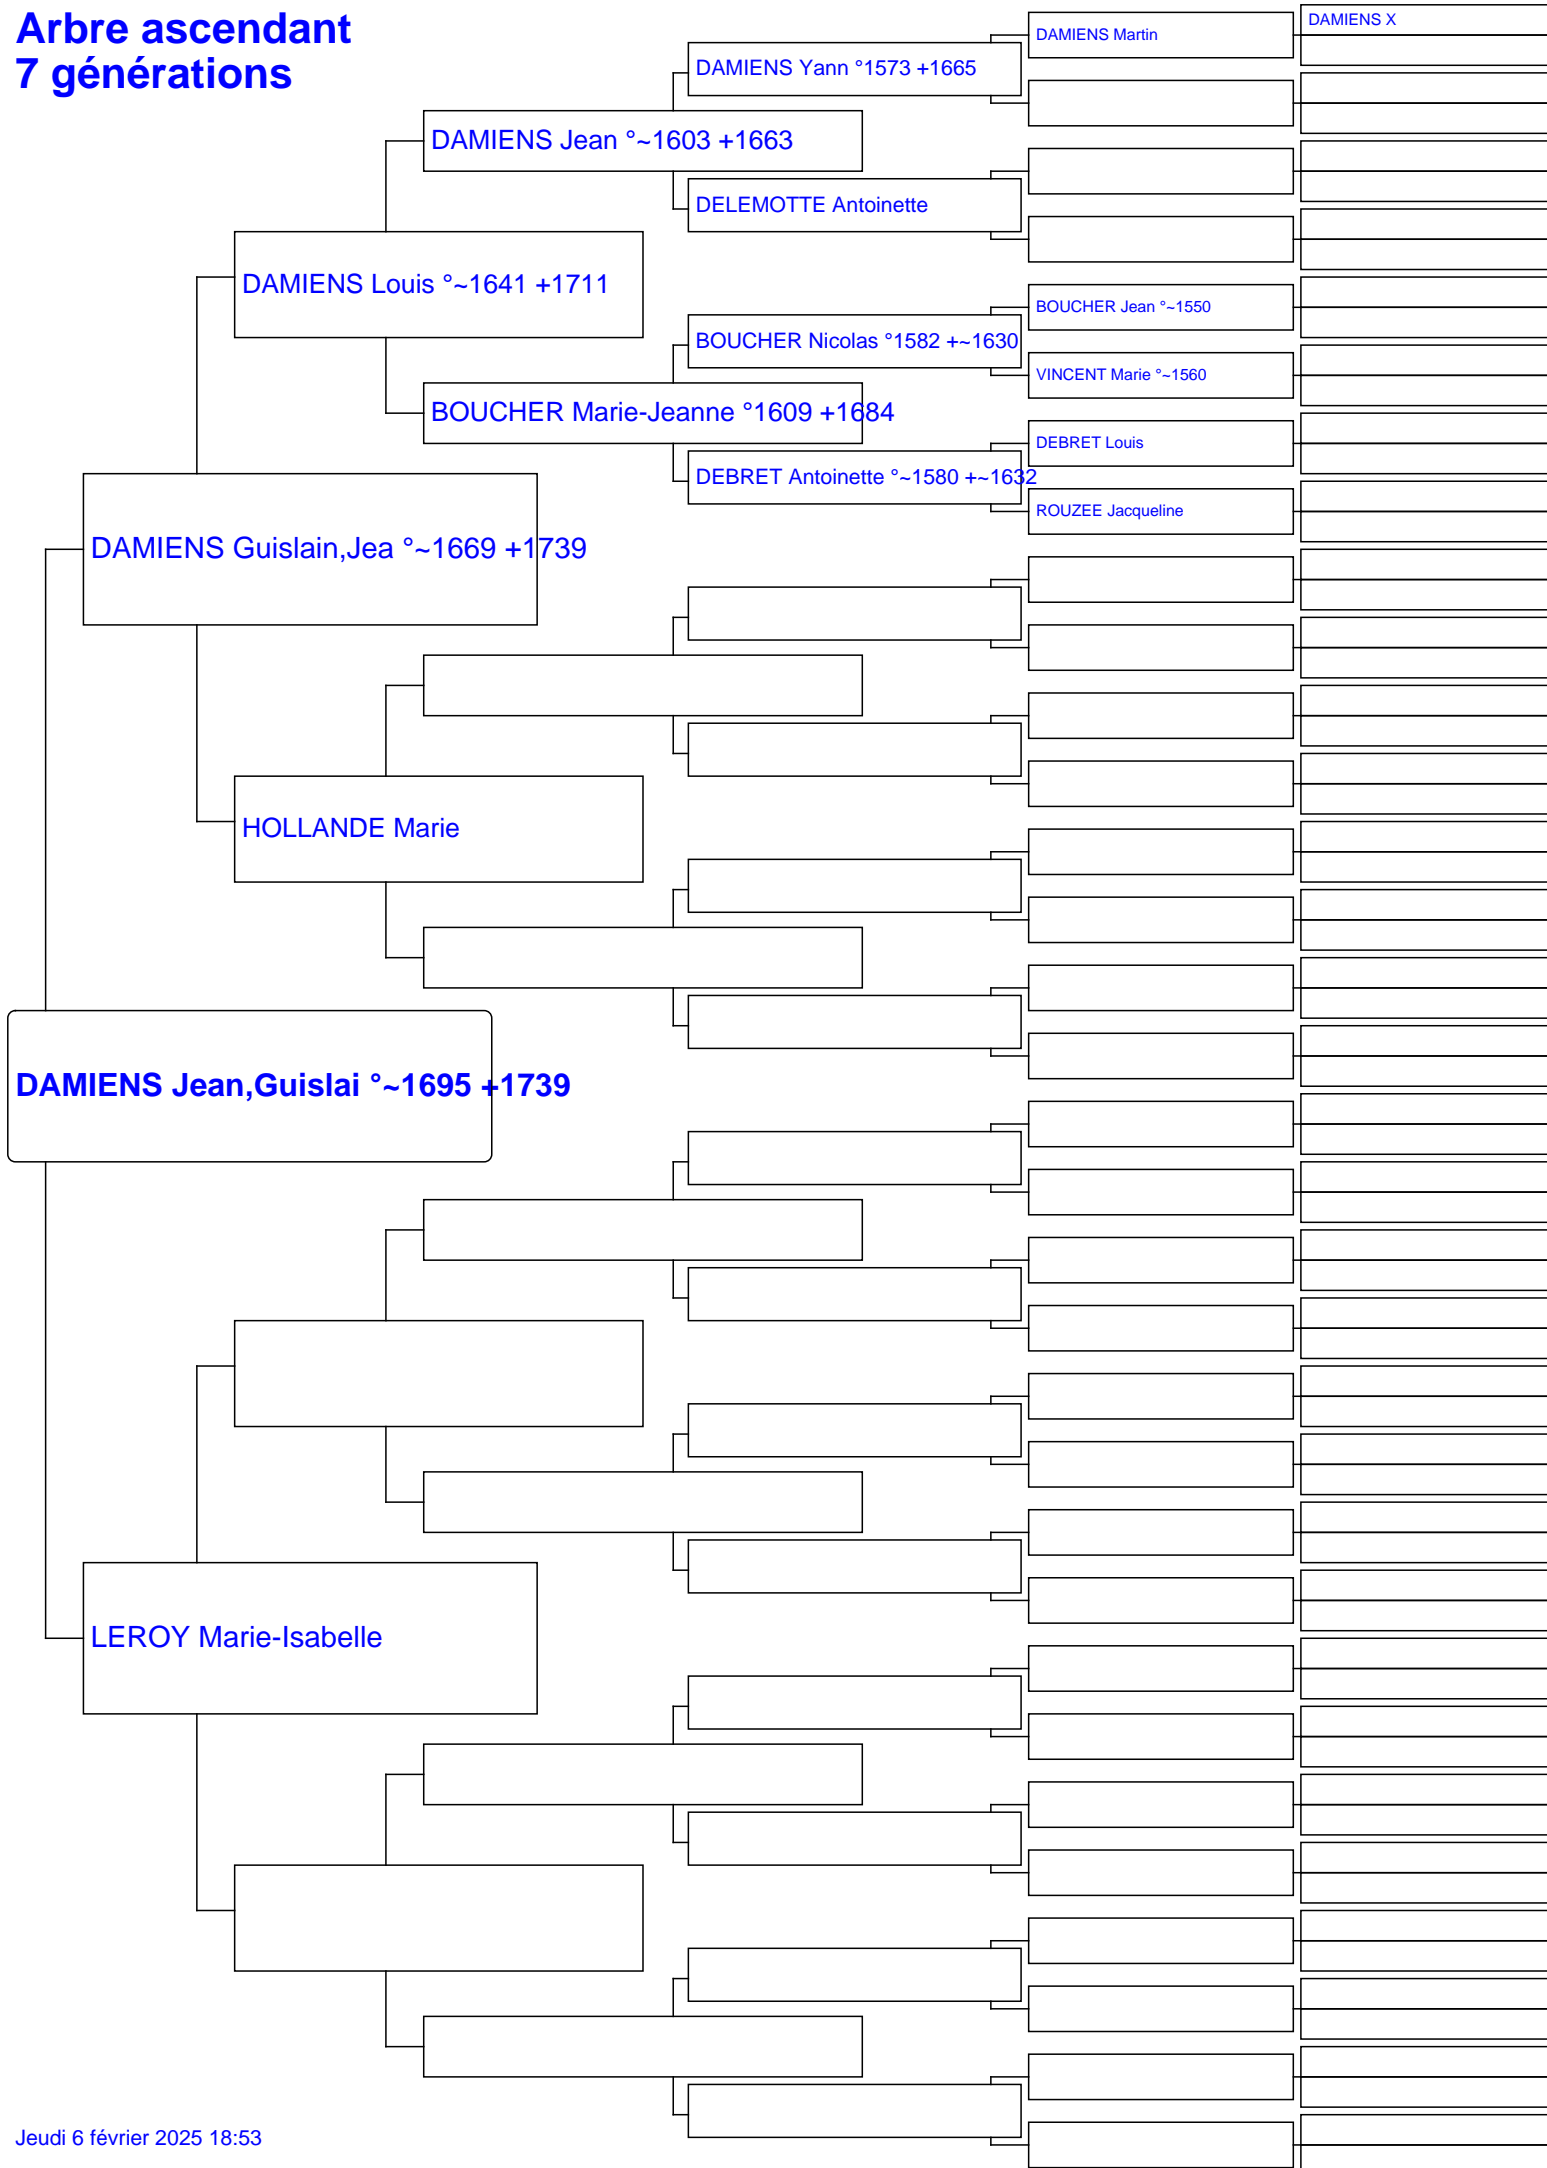 Arbre ascendant
7 générations
DAMIENS X
DAMIENS Martin
DAMIENS Yann °1573 +1665
DAMIENS Jean °~1603 +1663
DELEMOTTE Antoinette
DAMIENS Louis °~1641 +1711
BOUCHER Jean °~1550
BOUCHER Nicolas °1582 +~1630
VINCENT Marie °~1560
BOUCHER Marie-Jeanne °1609 +1684
DEBRET Louis
DEBRET Antoinette °~1580 +~1632
ROUZEE Jacqueline
DAMIENS Guislain,Jea °~1669 +1739
HOLLANDE Marie
DAMIENS Jean,Guislai °~1695 +1739
LEROY Marie-Isabelle
Jeudi 6 février 2025 18:53